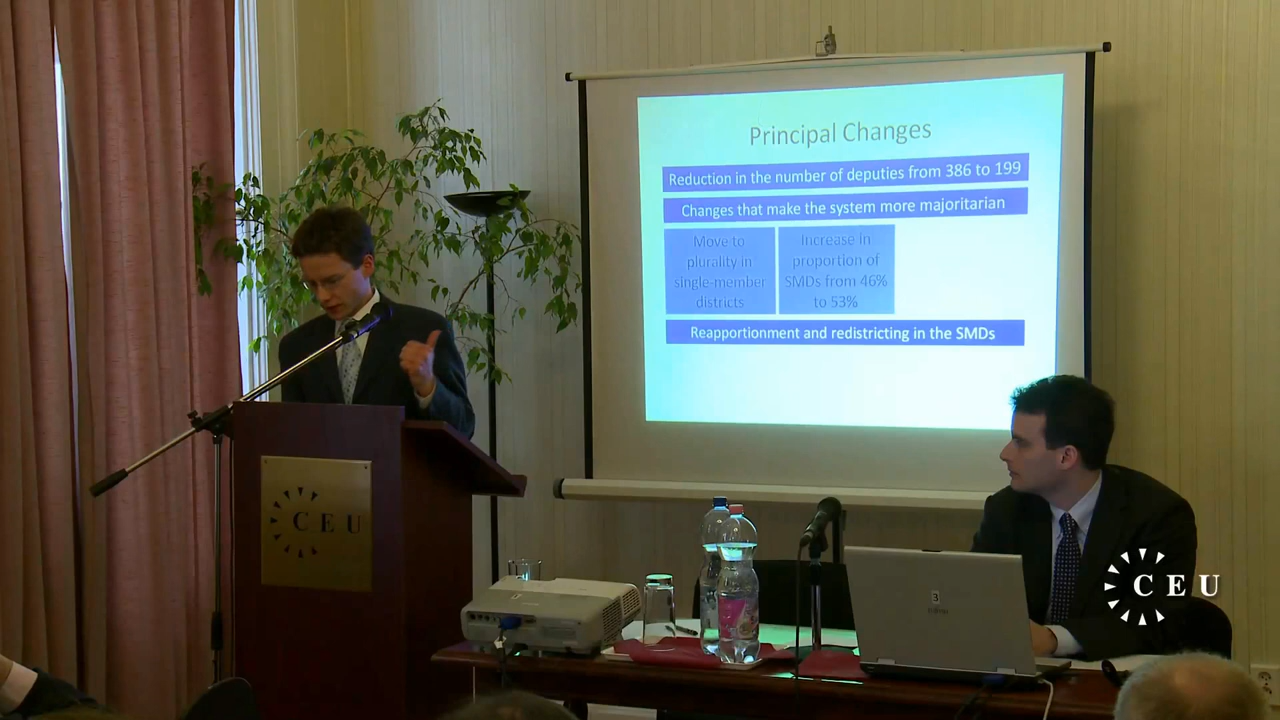 Principal Changes
Reduction in the number of deputies from 386 to 199
Changes that make the system more majoritarian
Move to
plurality in
single-member
districts
Increase in
proportion of
SMDs from 46%
to 53%
Reapportionment and redistricting in the SMDs
CEU
3
FUJITSU
CEU